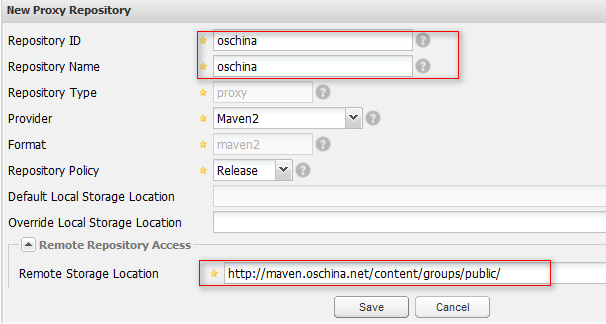 New Proxy Repository
Repository ID oschina
Repository Name oschina
Repository Type proxy
Provider Maven2
Format maven2
Repository Policy Release
Default Local Storage Location
Override Local Storage Location
Remote Repository Access
Remote Storage Location http://maven.oschina.net/content/groups/public/
Save Cancel